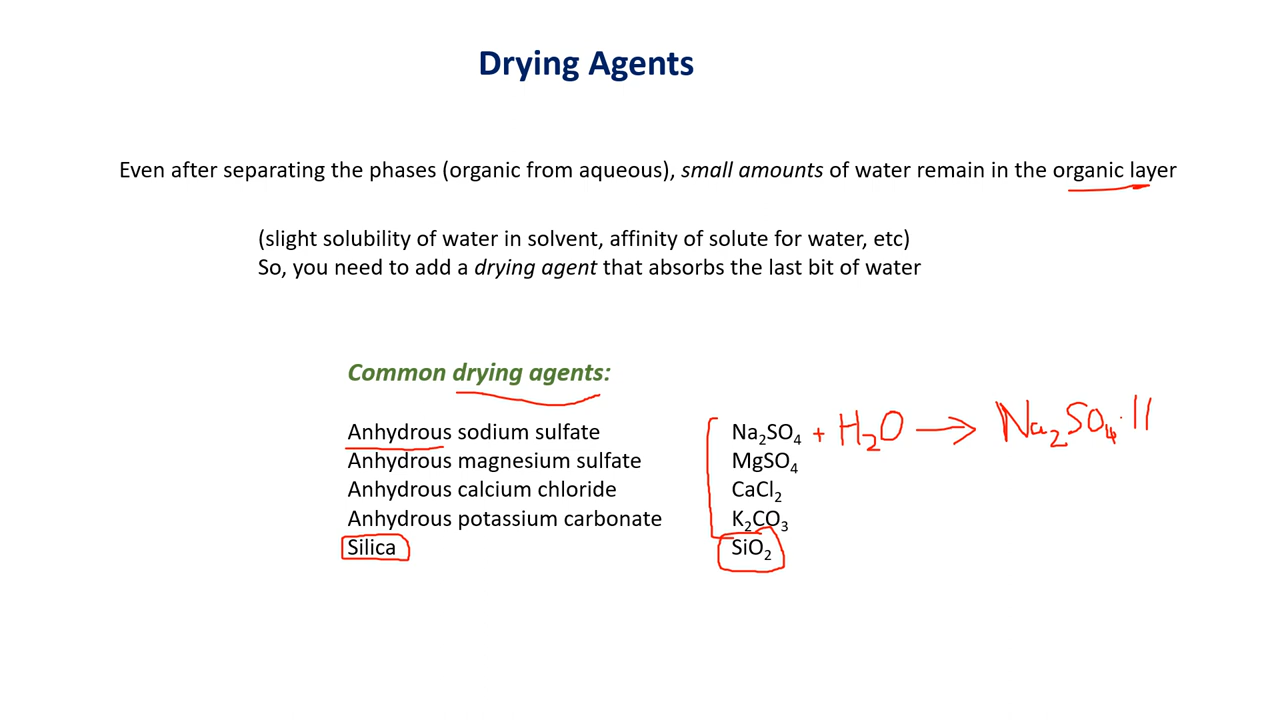 Drying Agents
Even after separating the phases (organic from aqueous), small amounts of water remain in the organic layer
(slight solubility of water in solvent, affinity of solute for water, etc)
So, you need to add a drying agent that absorbs the last bit of water
Common drying agents:
Anhydrous sodium sulfate Na₂SO₄ + H₂O → Na₂SO₄·
Anhydrous magnesium sulfate MgSO₄
Anhydrous calcium chloride CaCl₂
Anhydrous potassium carbonate K₂CO₃
Silica SiO₂